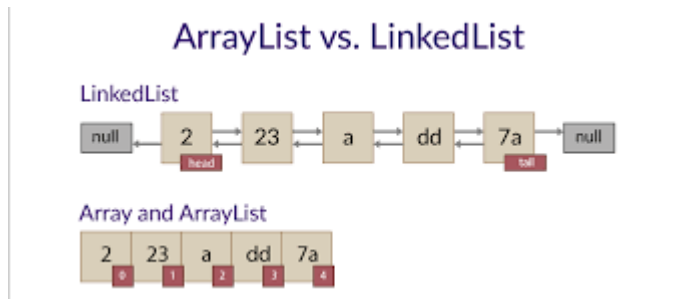 ArrayList vs. LinkedList
LinkedList
null 2 23 a dd 7a null
head tail
Array and ArrayList
2 23 a dd 7a
0 1 2 3 4